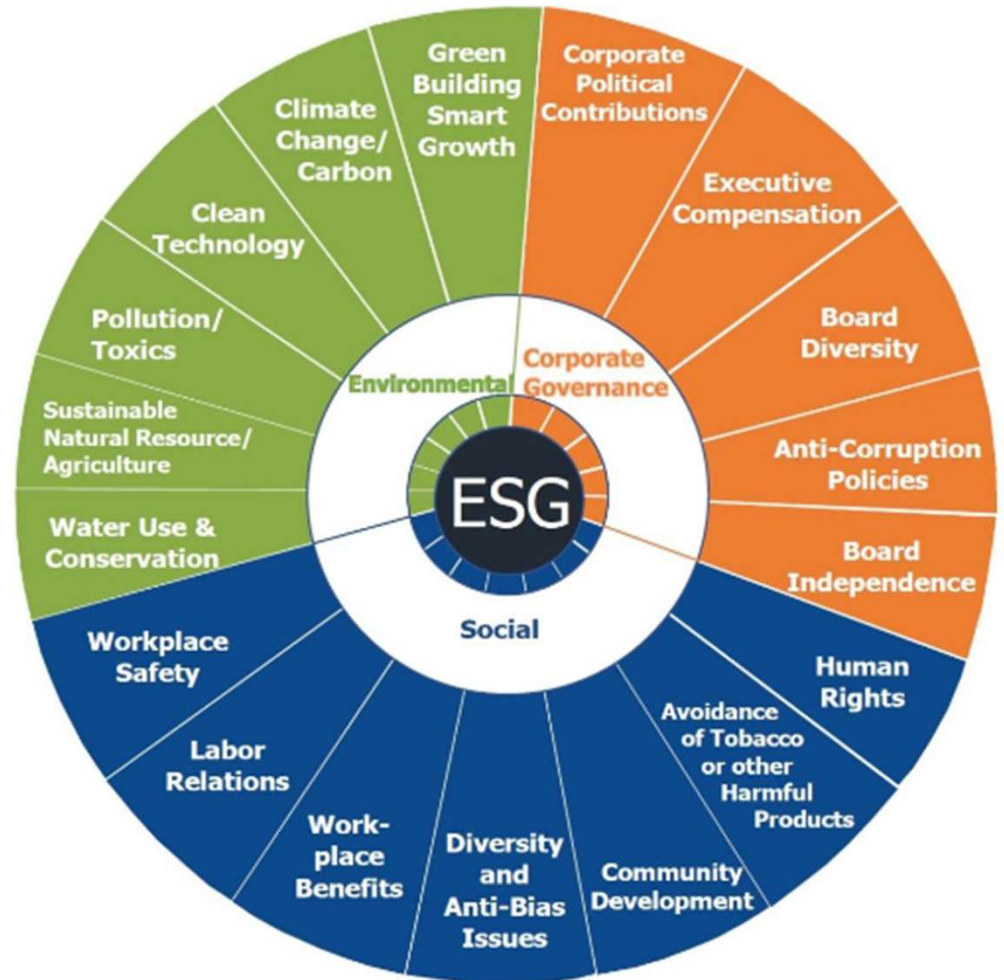 Green
Building
Smart
Growth
Corporate
Political
Contributions
Climate
Change/
Carbon
Executive
Compensation
Clean
Technology
Board
Diversity
Pollution/
Toxics
Anti-Corruption
Policies
Sustainable
Natural Resource/
Agriculture
Board
Independence
Water Use &
Conservation
Environmental
Corporate
Governance
ESG
Social
Workplace
Safety
Labor
Relations
Work-
place
Benefits
Diversity
and
Anti-Bias
Issues
Community
Development
Avoidance
of Tobacco
or other
Harmful
Products
Human
Rights